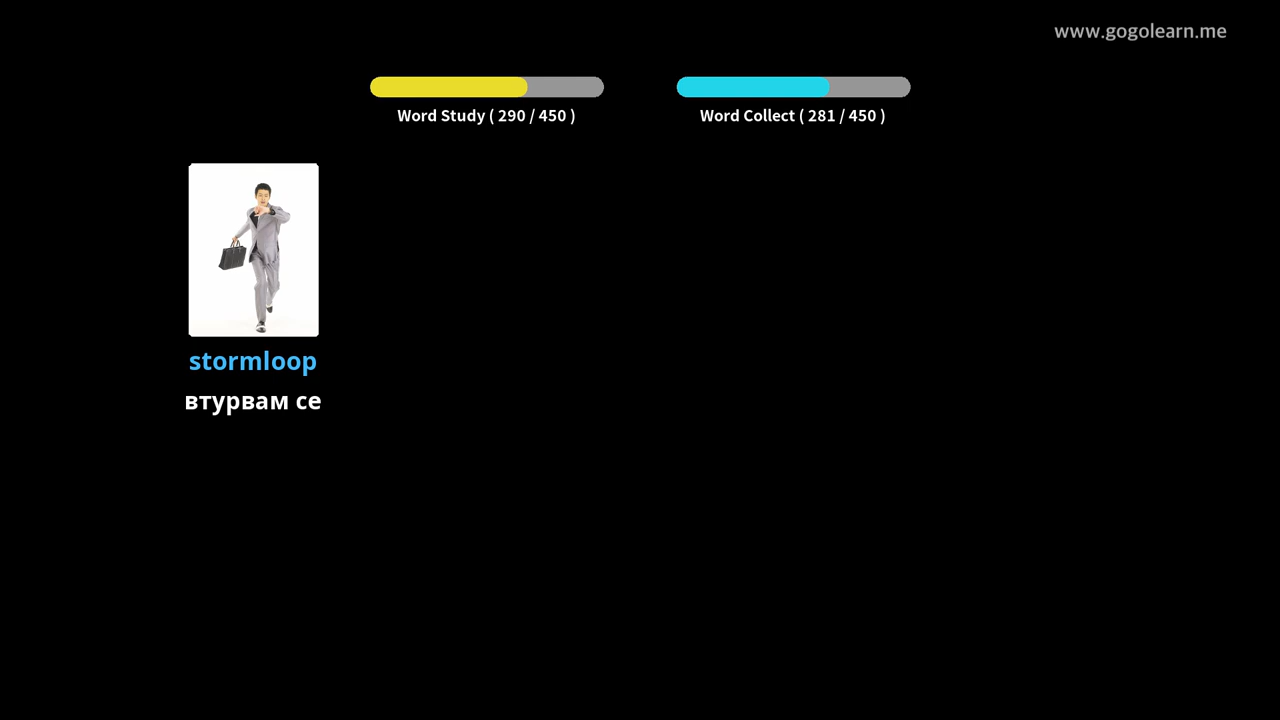 www.gogolearn.me
Word Study ( 290 / 450 )
Word Collect ( 281 / 450 )
stormloop
втурвам се